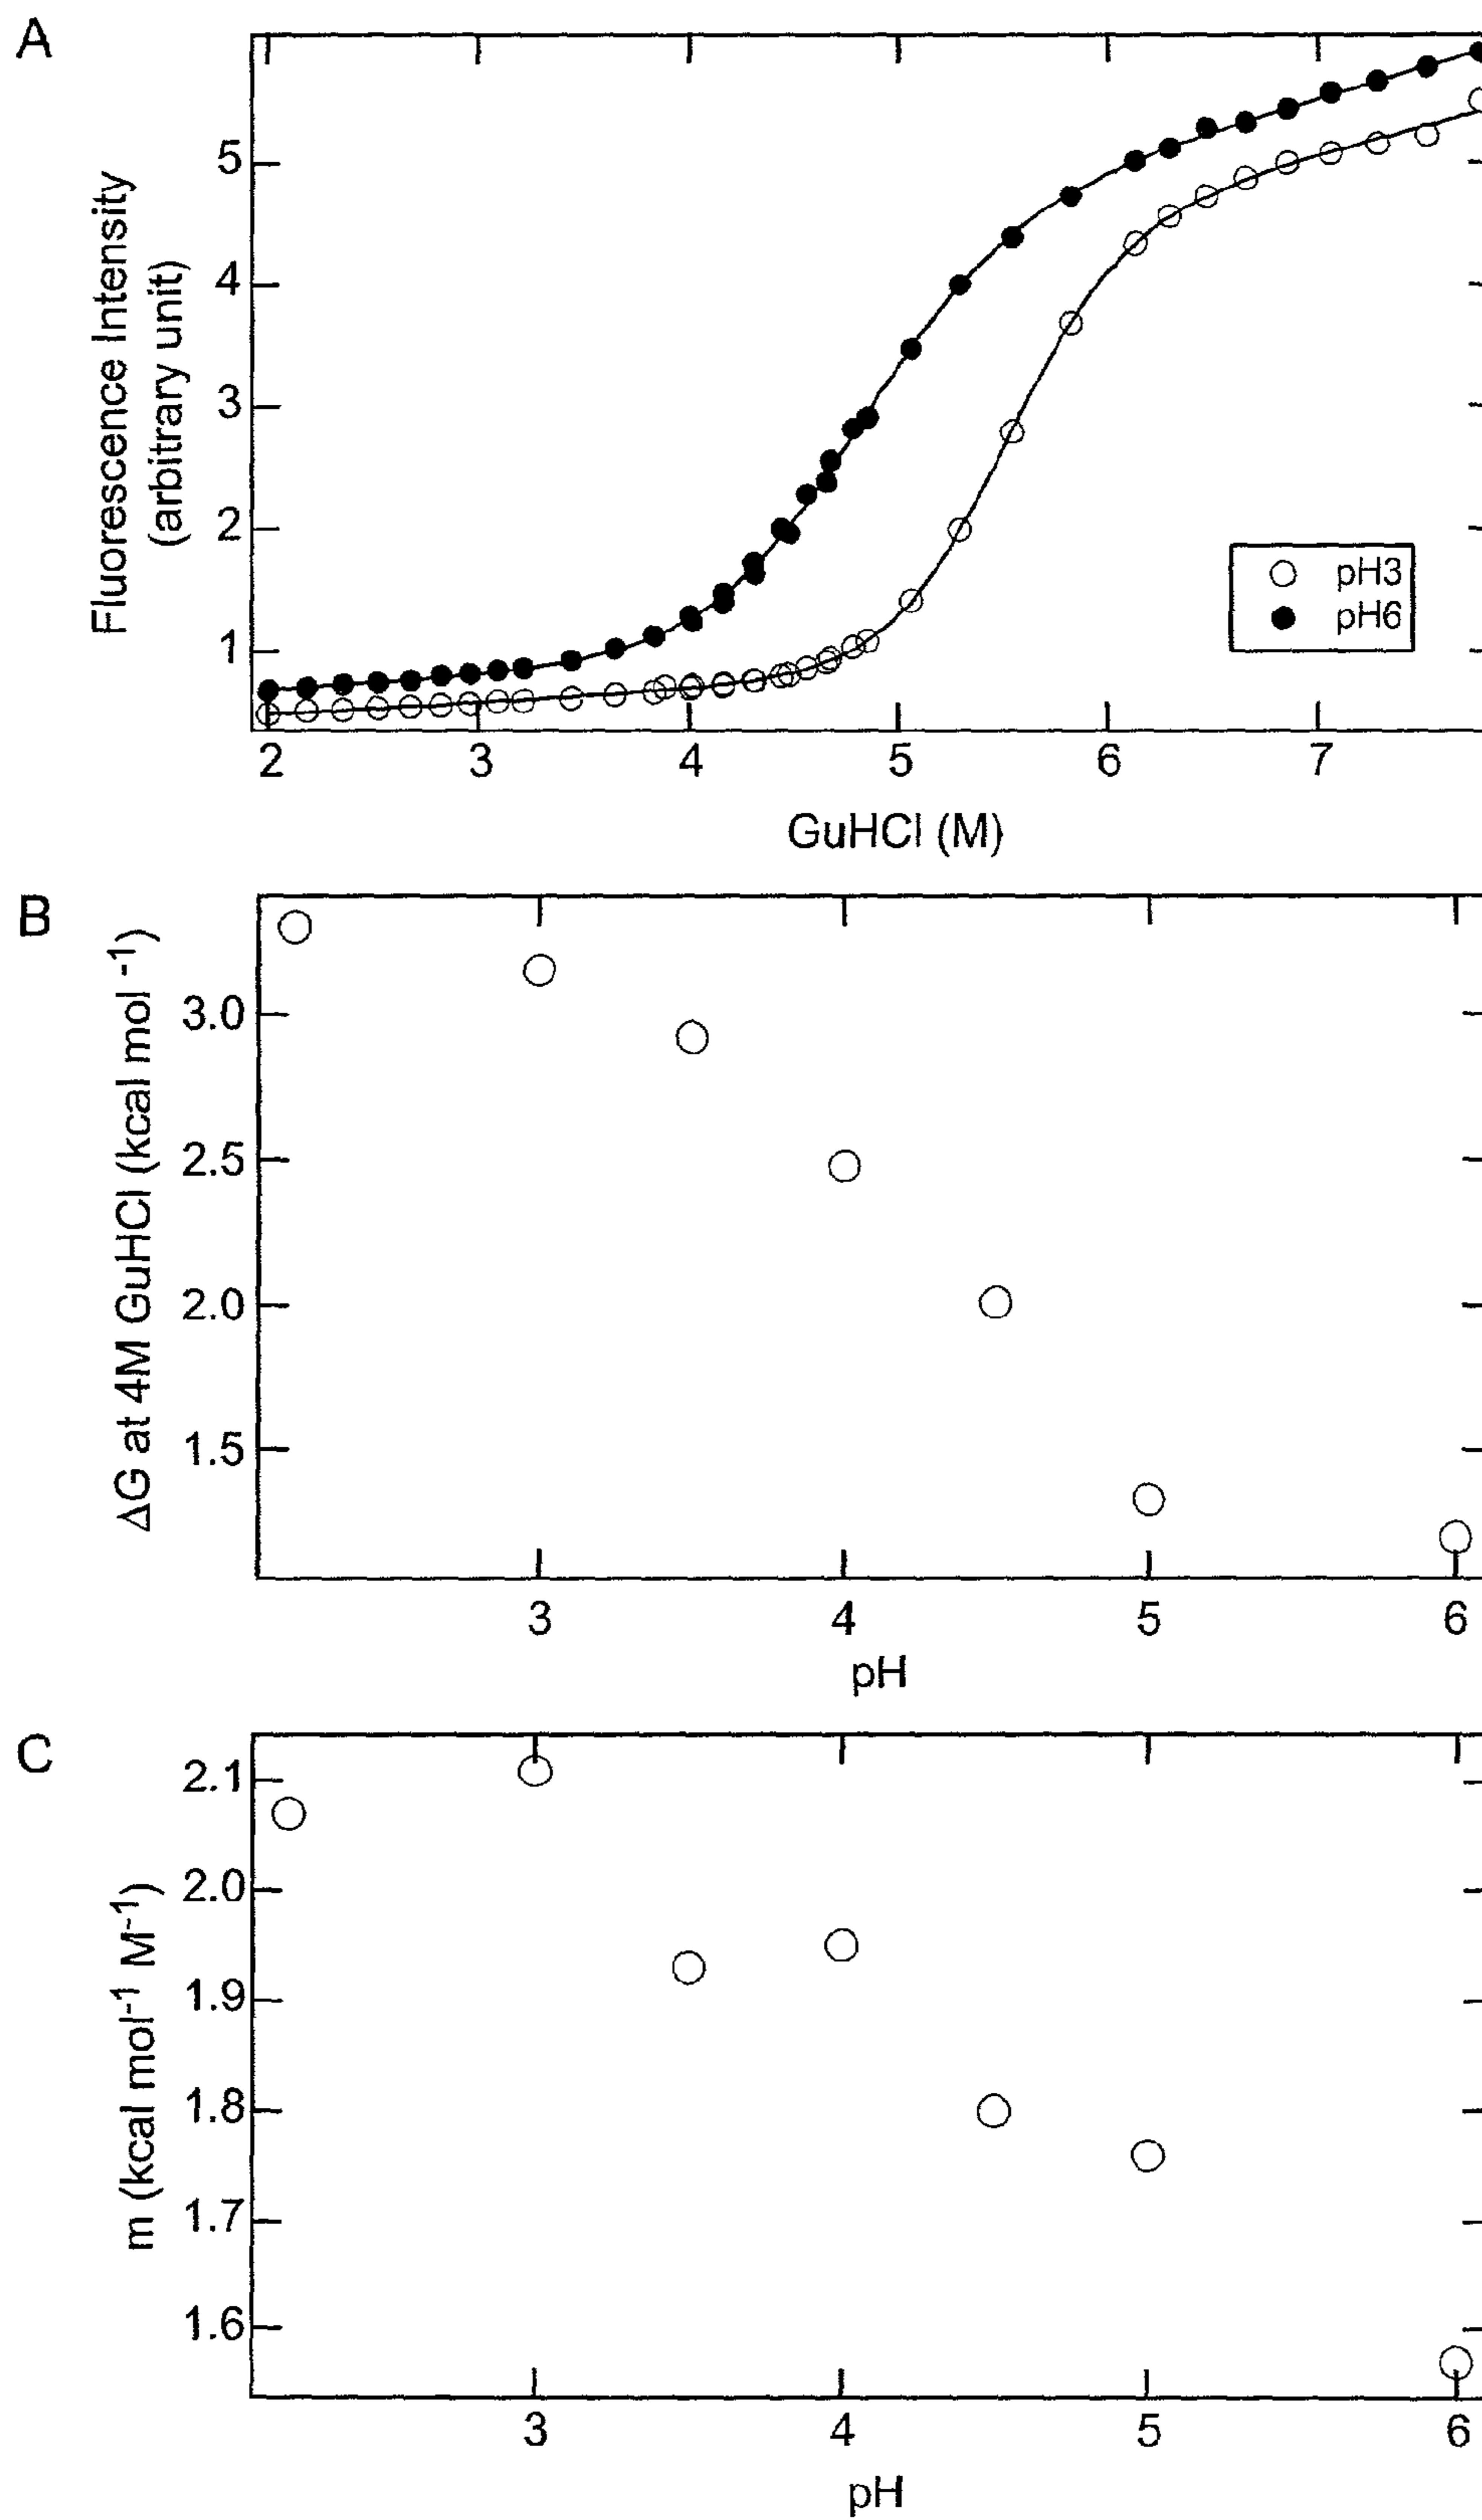 A
Fluorescence Intensity
(arbitrary unit)
5
4
3
2
1
pH3
pH6
2 3 4 5 6 7
GuHCl (M)
B
ΔG at 4M GuHCl (kcal mol -1)
3.0
2.5
2.0
1.5
3 4 5 6
pH
C
m (kcal mol-1 M-1)
2.1
2.0
1.9
1.8
1.7
1.6
3 4 5 6
pH